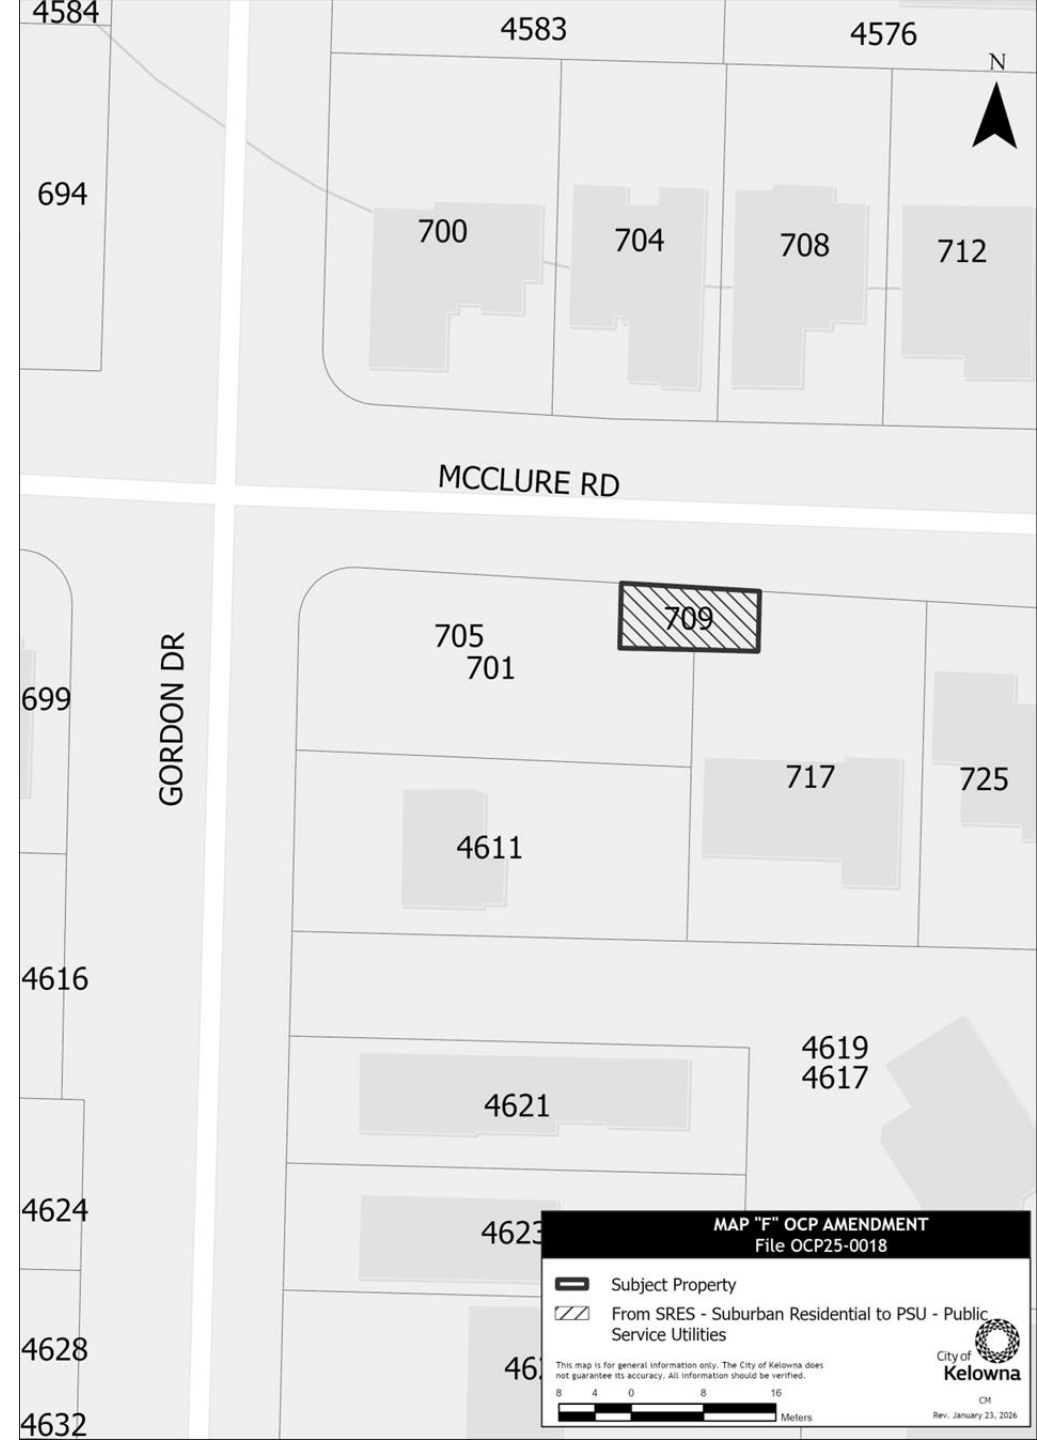 4584
4583
4576
N
694
700
704
708
712
MCCLURE RD
709
705
701
699
GORDON DR
717
725
4611
4616
4619
4617
4621
4624
4623
4628
4632
MAP "F" OCP AMENDMENT
File OCP25-0018
Subject Property
From SRES - Suburban Residential to PSU - Public
Service Utilities
This map is for general information only. The City of Kelowna does
not guarantee its accuracy. All information should be verified.
8 4 0 8 16
Meters
City of
Kelowna
CM
Rev. January 23, 2026